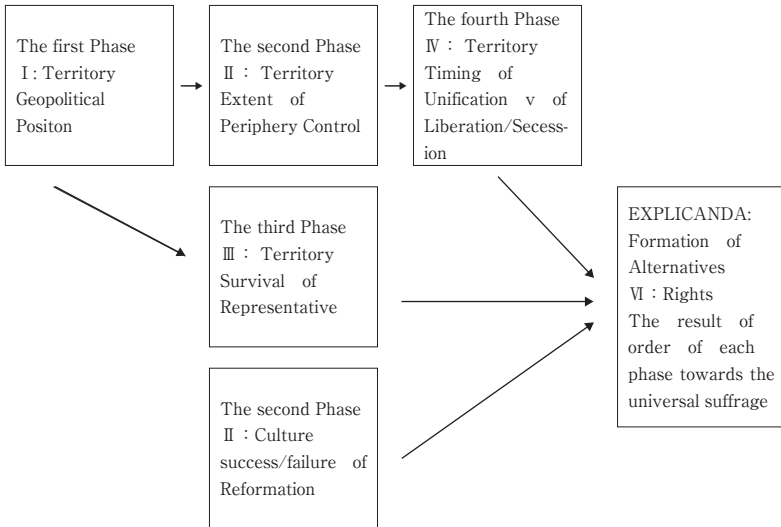 The first Phase
Ⅰ: Territory
Geopolitical
Positon
The second Phase
Ⅱ : Territory
Extent of
Periphery Control
The fourth Phase
Ⅳ : Territory
Timing of
Unification v of
Liberation/Secess-
ion
The third Phase
Ⅲ : Territory
Survival of
Representative
The second Phase
Ⅱ : Culture
success/failure of
Reformation
EXPLICANDA:
Formation of
Alternatives
Ⅵ : Rights
The result of
order of each
phase towards the
universal suffrage